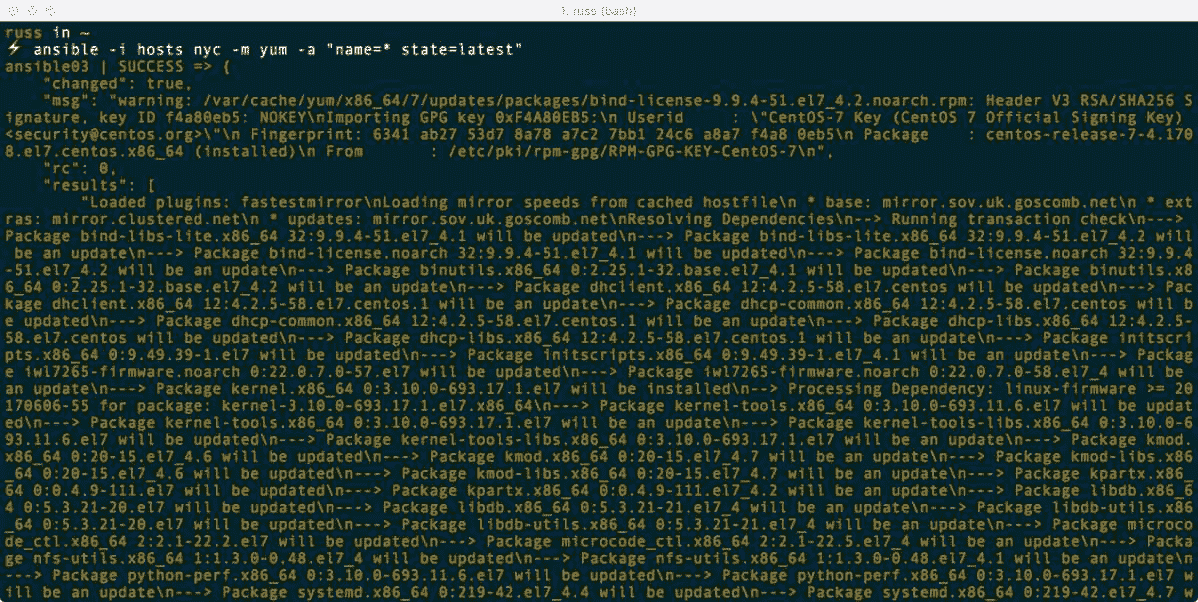 1. russ (bash)
russ in ~
⚡ ansible -i hosts nyc -m yum -a "name=* state=latest"
ansible03 | SUCCESS => {
    "changed": true,
    "msg": "warning: /var/cache/yum/x86_64/7/updates/packages/bind-license-9.9.4-51.el7_4.2.noarch.rpm: Header V3 RSA/SHA256 S
ignature, key ID f4a80eb5: NOKEY\nImporting GPG key 0xF4A80EB5:\n Userid     : \"CentOS-7 Key (CentOS 7 Official Signing Key)
<security@centos.org>\"\n Fingerprint: 6341 ab27 53d7 8a78 a7c2 7bb1 24c6 a8a7 f4a8 0eb5\n Package    : centos-release-7-4.170
8.el7.centos.x86_64 (installed)\n From       : /etc/pki/rpm-gpg/RPM-GPG-KEY-CentOS-7\n",
    "rc": 0,
    "results": [
        "Loaded plugins: fastestmirror\nLoading mirror speeds from cached hostfile\n * base: mirror.sov.uk.goscomb.net\n * ext
ras: mirror.clustered.net\n * updates: mirror.sov.uk.goscomb.net\nResolving Dependencies\n--> Running transaction check\n--->
Package bind-libs-lite.x86_64 32:9.9.4-51.el7_4.1 will be updated\n---> Package bind-libs-lite.x86_64 32:9.9.4-51.el7_4.2 will
 be an update\n---> Package bind-license.noarch 32:9.9.4-51.el7_4.1 will be updated\n---> Package bind-license.noarch 32:9.9.4
-51.el7_4.2 will be an update\n---> Package binutils.x86_64 0:2.25.1-32.base.el7_4.1 will be updated\n---> Package binutils.x8
6_64 0:2.25.1-32.base.el7_4.2 will be an update\n---> Package dhclient.x86_64 12:4.2.5-58.el7.centos will be updated\n---> Pac
kage dhclient.x86_64 12:4.2.5-58.el7.centos.1 will be an update\n---> Package dhcp-common.x86_64 12:4.2.5-58.el7.centos will b
e updated\n---> Package dhcp-common.x86_64 12:4.2.5-58.el7.centos.1 will be an update\n---> Package dhcp-libs.x86_64 12:4.2.5-
58.el7.centos will be updated\n---> Package dhcp-libs.x86_64 12:4.2.5-58.el7.centos.1 will be an update\n---> Package initscri
pts.x86_64 0:9.49.39-1.el7 will be updated\n---> Package initscripts.x86_64 0:9.49.39-1.el7_4.1 will be an update\n---> Packag
e iwl7265-firmware.noarch 0:22.0.7.0-57.el7 will be updated\n---> Package iwl7265-firmware.noarch 0:22.0.7.0-58.el7_4 will be
an update\n---> Package kernel.x86_64 0:3.10.0-693.17.1.el7 will be installed\n--> Processing Dependency: linux-firmware >= 20
170606-55 for package: kernel-3.10.0-693.17.1.el7.x86_64\n---> Package kernel-tools.x86_64 0:3.10.0-693.11.6.el7 will be updat
ed\n---> Package kernel-tools.x86_64 0:3.10.0-693.17.1.el7 will be an update\n---> Package kernel-tools-libs.x86_64 0:3.10.0-6
93.11.6.el7 will be updated\n---> Package kernel-tools-libs.x86_64 0:3.10.0-693.17.1.el7 will be an update\n---> Package kmod.
x86_64 0:20-15.el7_4.6 will be updated\n---> Package kmod.x86_64 0:20-15.el7_4.7 will be an update\n---> Package kmod-libs.x86
_64 0:20-15.el7_4.6 will be updated\n---> Package kmod-libs.x86_64 0:20-15.el7_4.7 will be an update\n---> Package kpartx.x86_
64 0:0.4.9-111.el7 will be updated\n---> Package kpartx.x86_64 0:0.4.9-111.el7_4.2 will be an update\n---> Package libdb.x86_6
4 0:5.3.21-20.el7 will be updated\n---> Package libdb.x86_64 0:5.3.21-21.el7_4 will be an update\n---> Package libdb-utils.x86
_64 0:5.3.21-20.el7 will be updated\n---> Package libdb-utils.x86_64 0:5.3.21-21.el7_4 will be an update\n---> Package microco
de_ctl.x86_64 2:2.1-22.2.el7 will be updated\n---> Package microcode_ctl.x86_64 2:2.1-22.5.el7_4 will be an update\n---> Packa
ge nfs-utils.x86_64 1:1.3.0-0.48.el7_4 will be updated\n---> Package nfs-utils.x86_64 1:1.3.0-0.48.el7_4.1 will be an update\n
---> Package python-perf.x86_64 0:3.10.0-693.11.6.el7 will be updated\n---> Package python-perf.x86_64 0:3.10.0-693.17.1.el7 w
ill be an update\n---> Package systemd.x86_64 0:219-42.el7_4.4 will be updated\n---> Package systemd.x86_64 0:219-42.el7_4.7 w